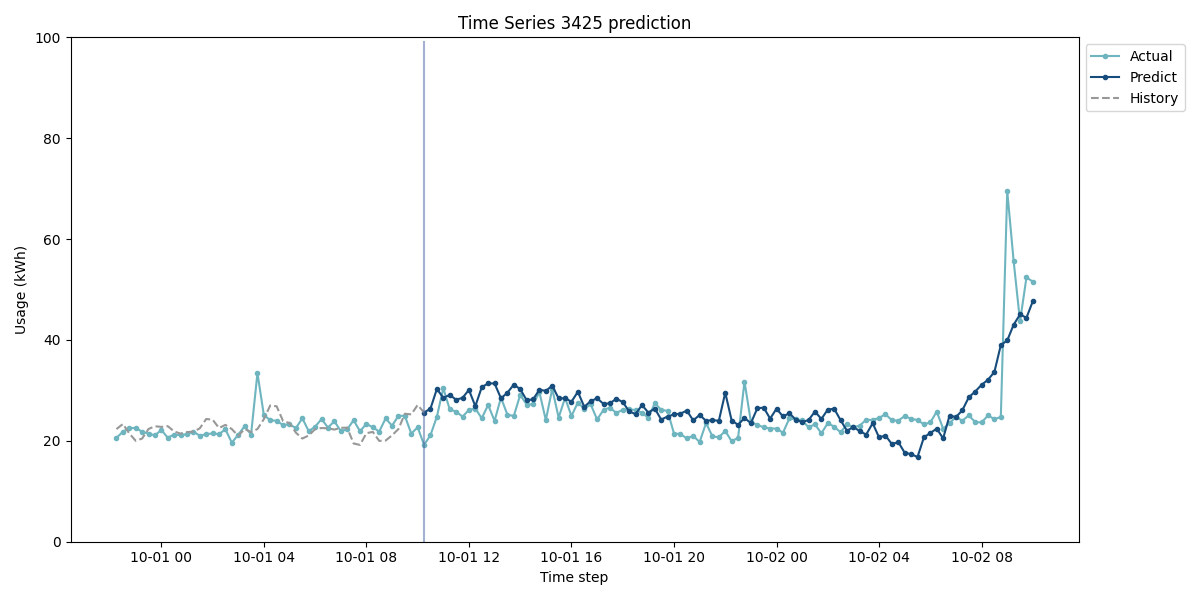 Time Series 3425 prediction
100
80
60
40
20
0
Usage (kWh)
10-01 00
10-01 04
10-01 08
10-01 12
10-01 16
10-01 20
10-02 00
10-02 04
10-02 08
Time step
Actual
Predict
History